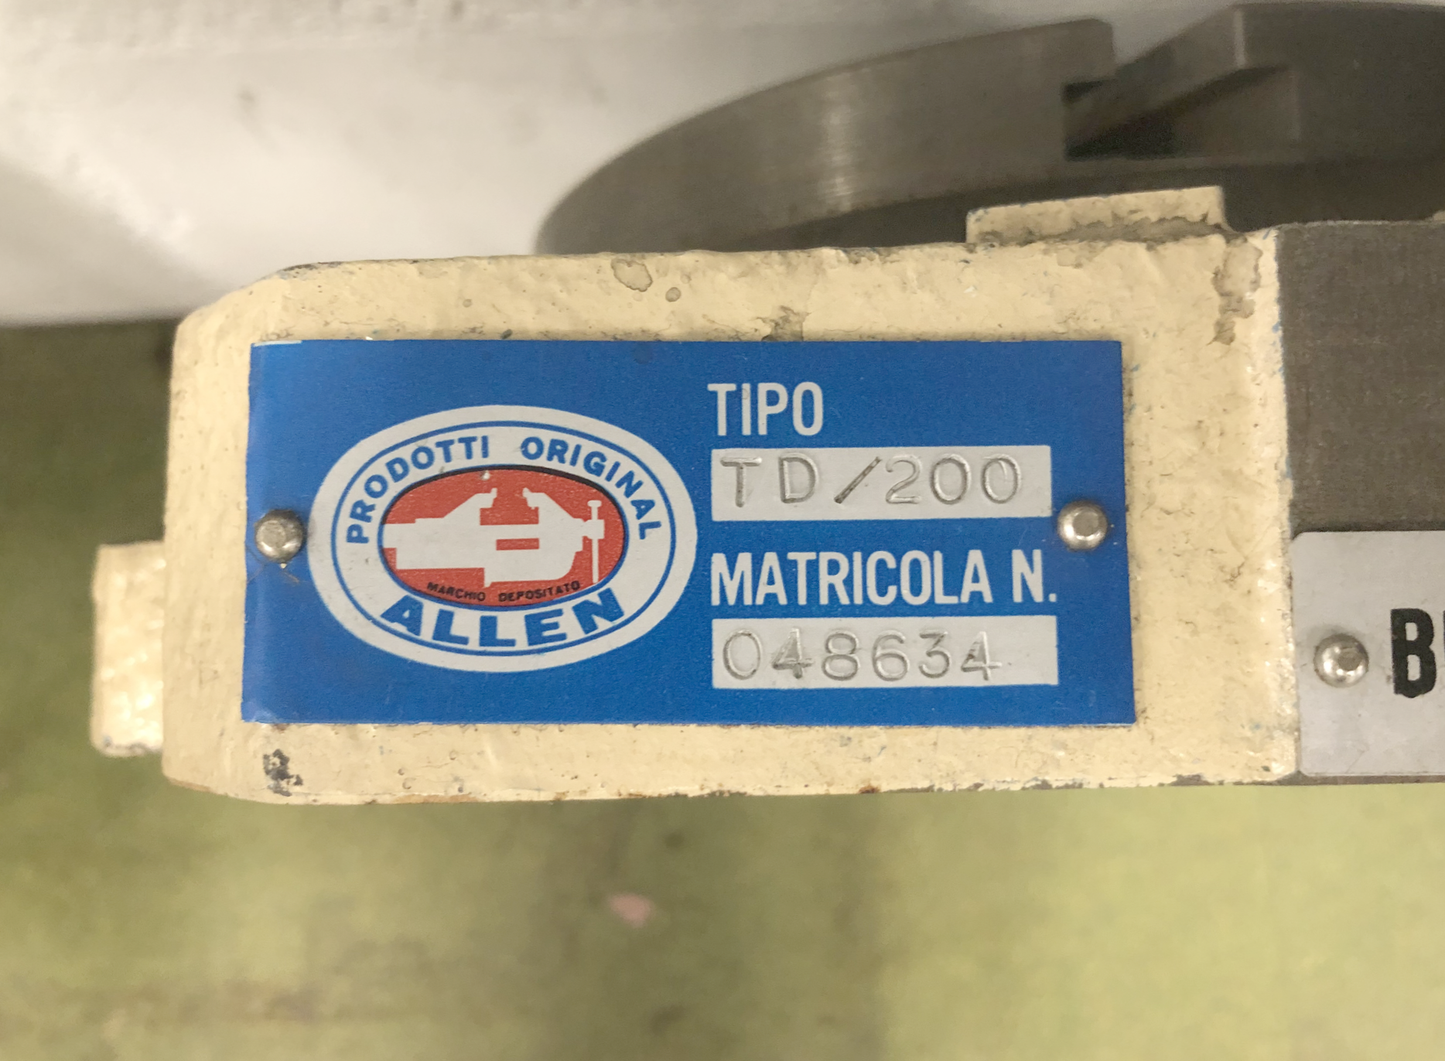 PRODOTTI ORIGINAL
MARCHIO DEPOSITATO
ALLEN
TIPO
TD/200
MATRICOLA N.
048634